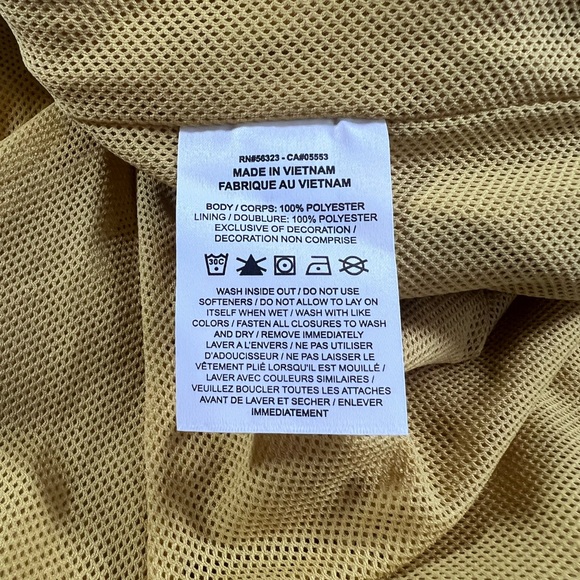 RN#56323 - CA#05553
MADE IN VIETNAM
FABRIQUE AU VIETNAM
BODY / CORPS: 100% POLYESTER
LINING / DOUBLURE: 100% POLYESTER
EXCLUSIVE OF DECORATION /
DECORATION NON COMPRISE
30C
WASH INSIDE OUT / DO NOT USE
SOFTENERS / DO NOT ALLOW TO LAY ON
ITSELF WHEN WET / WASH WITH LIKE
COLORS / FASTEN ALL CLOSURES TO WASH
AND DRY / REMOVE IMMEDIATELY
LAVER A L'ENVERS / NE PAS UTILISER
D'ADOUCISSEUR / NE PAS LAISSER LE
VÊTEMENT PLIÉ LORSQU'IL EST MOUILLÉ /
LAVER AVEC COULEURS SIMILAIRES /
VEUILLEZ BOUCLER TOUTES LES ATTACHES
AVANT DE LAVER ET SECHER / ENLEVER
IMMÉDIATEMENT